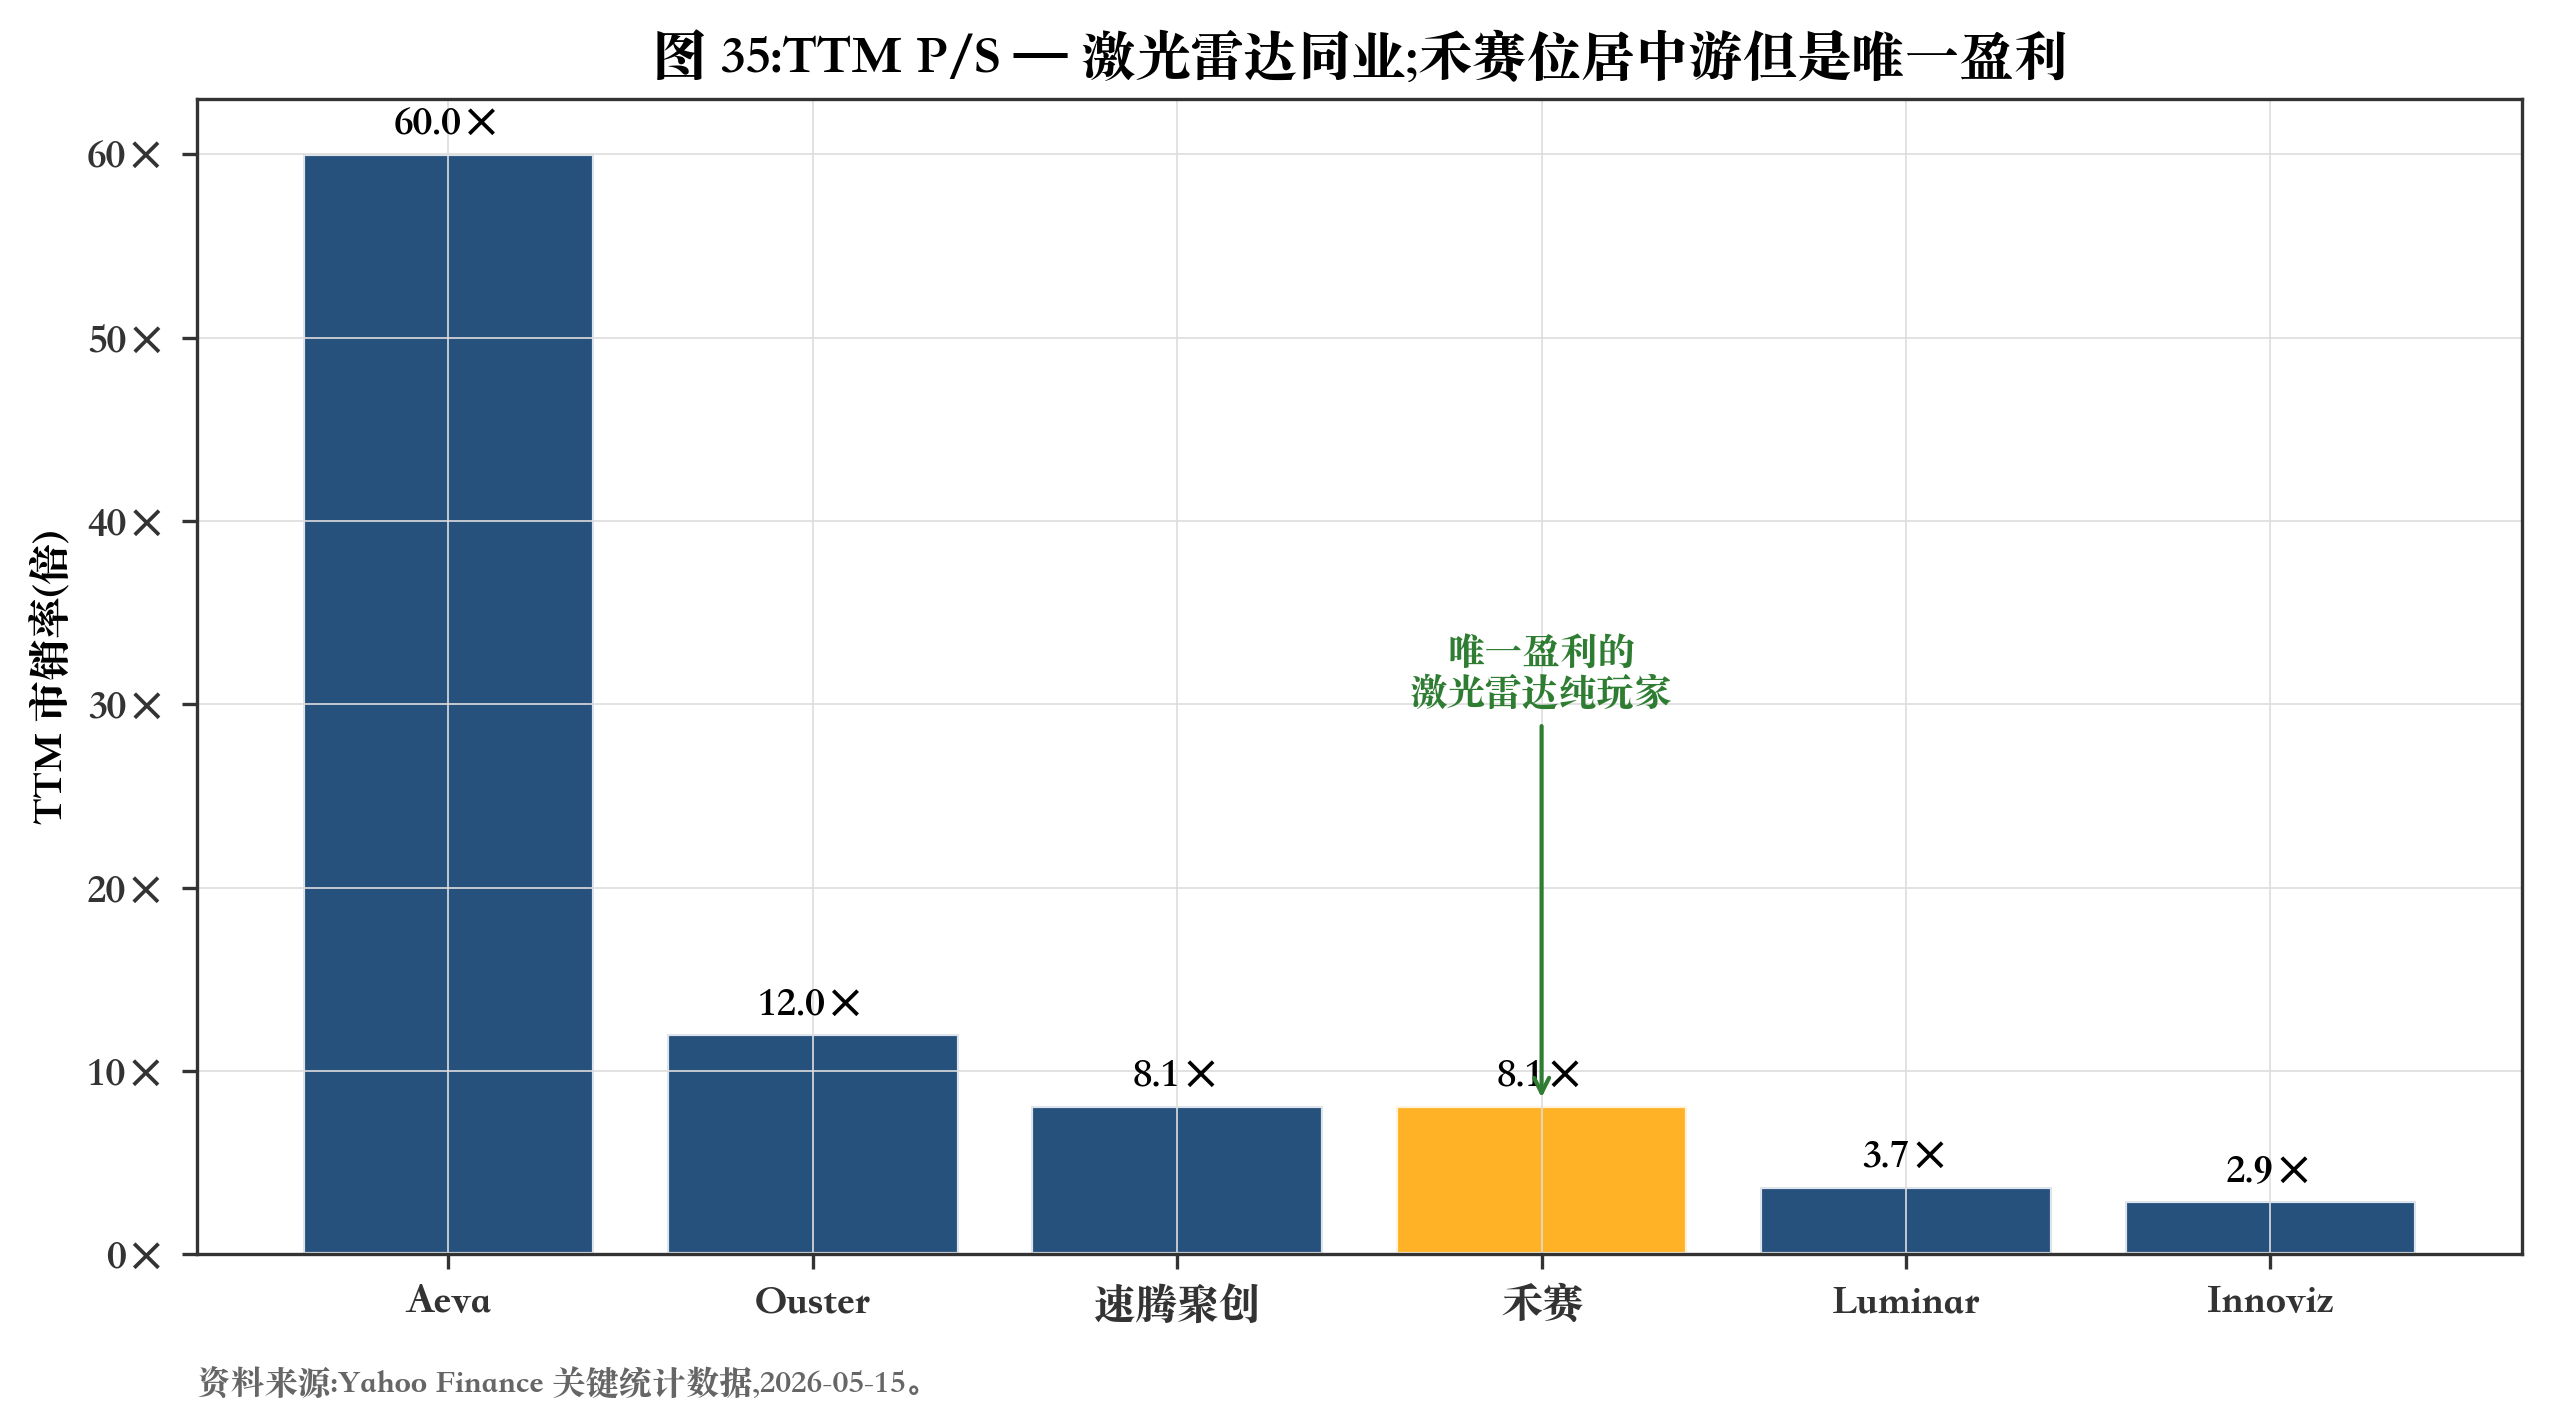 图 35:TTM P/S — 激光雷达同业;禾赛位居中游但是唯一盈利
TTM 市销率(倍)
60×
50×
40×
30×
20×
10×
0×
60.0×
12.0×
8.1×
8.1×
3.7×
2.9×
唯一盈利的
激光雷达纯玩家
Aeva
Ouster
速腾聚创
禾赛
Luminar
Innoviz
资料来源:Yahoo Finance 关键统计数据,2026-05-15。